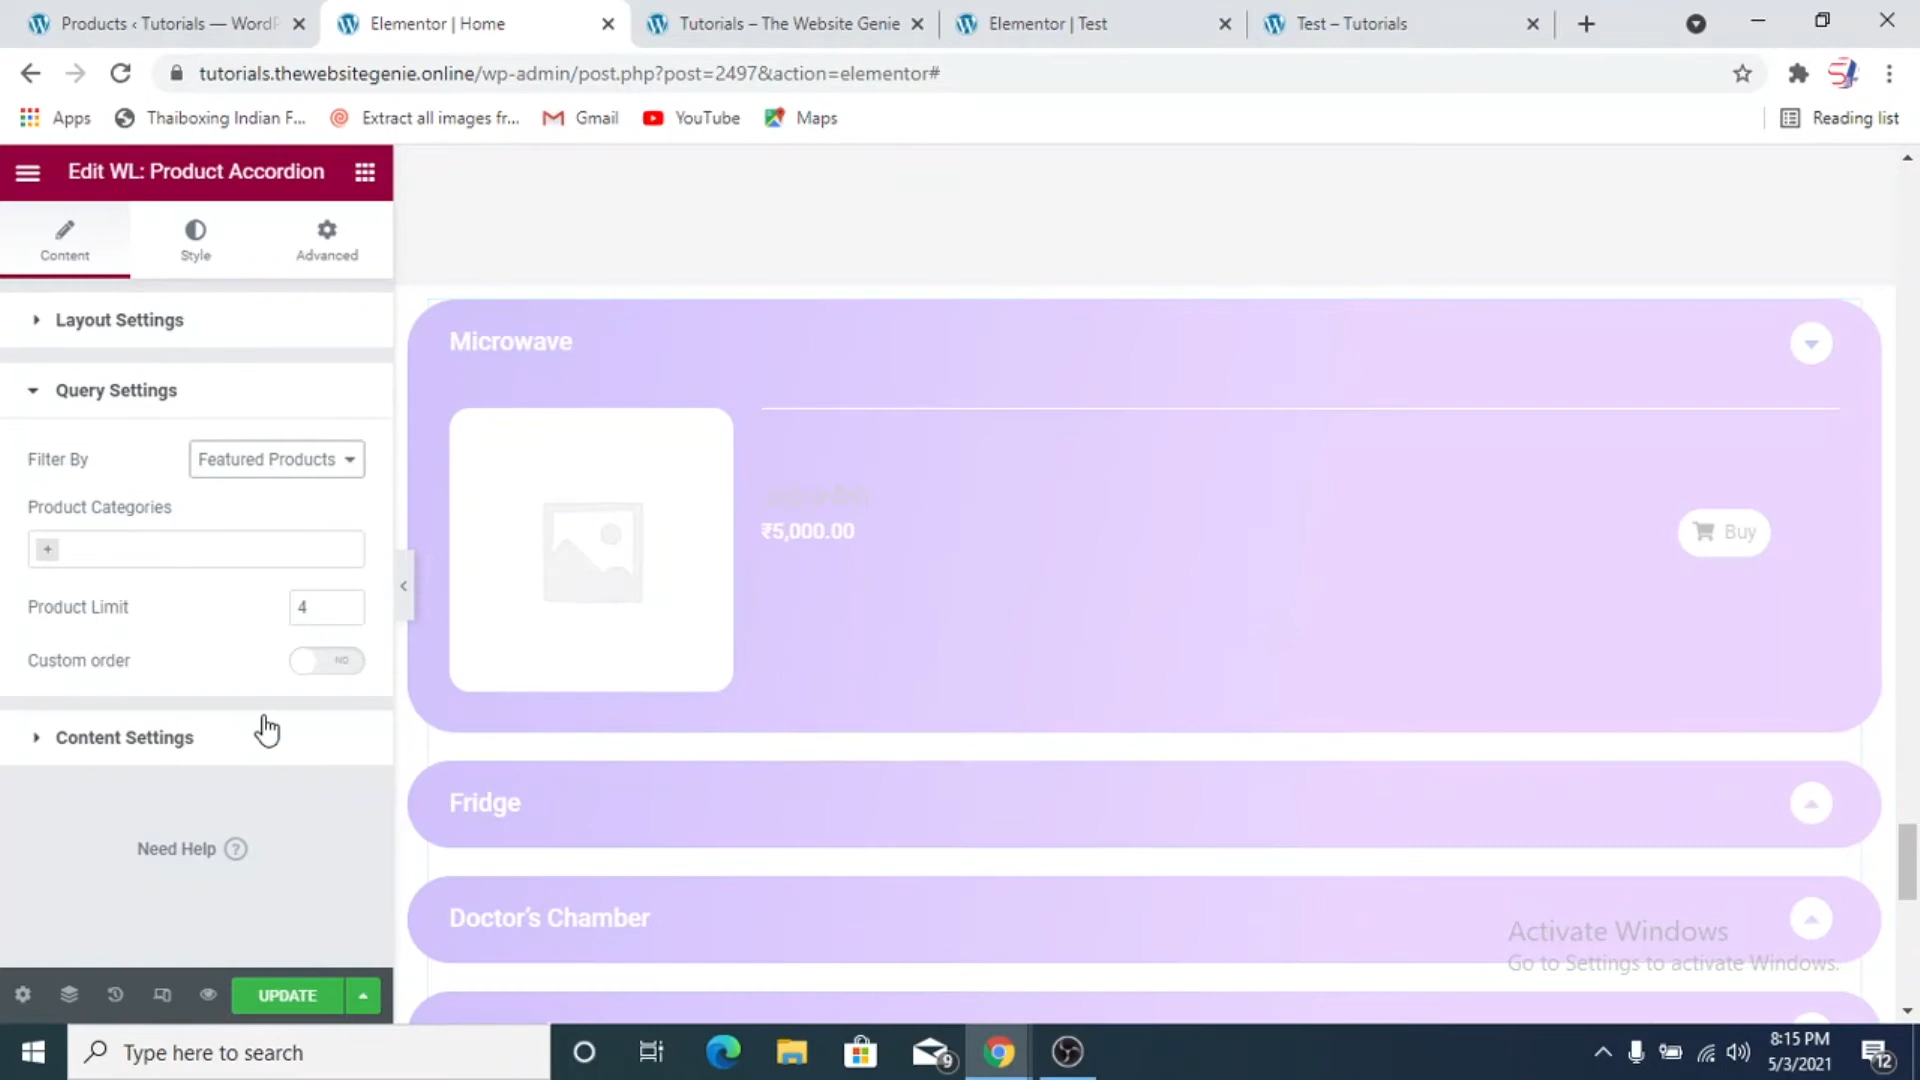 Products ‹ Tutorials — WordP
Elementor | Home
Tutorials – The Website Genie
Elementor | Test
Test – Tutorials
tutorials.thewebsitegenie.online/wp-admin/post.php?post=2497&action=elementor#
Apps
Thaiboxing Indian F...
Extract all images fr...
Gmail
YouTube
Maps
Reading list
Edit WL: Product Accordion
Content
Style
Advanced
Layout Settings
Query Settings
Filter By
Featured Products
Product Categories
+
Product Limit
4
Custom order
NO
Content Settings
Need Help ?
UPDATE
Microwave
₹5,000.00
Buy
Fridge
Doctor's Chamber
Activate Windows
Go to Settings to activate Windows.
Type here to search
9
8:15 PM
5/3/2021
12